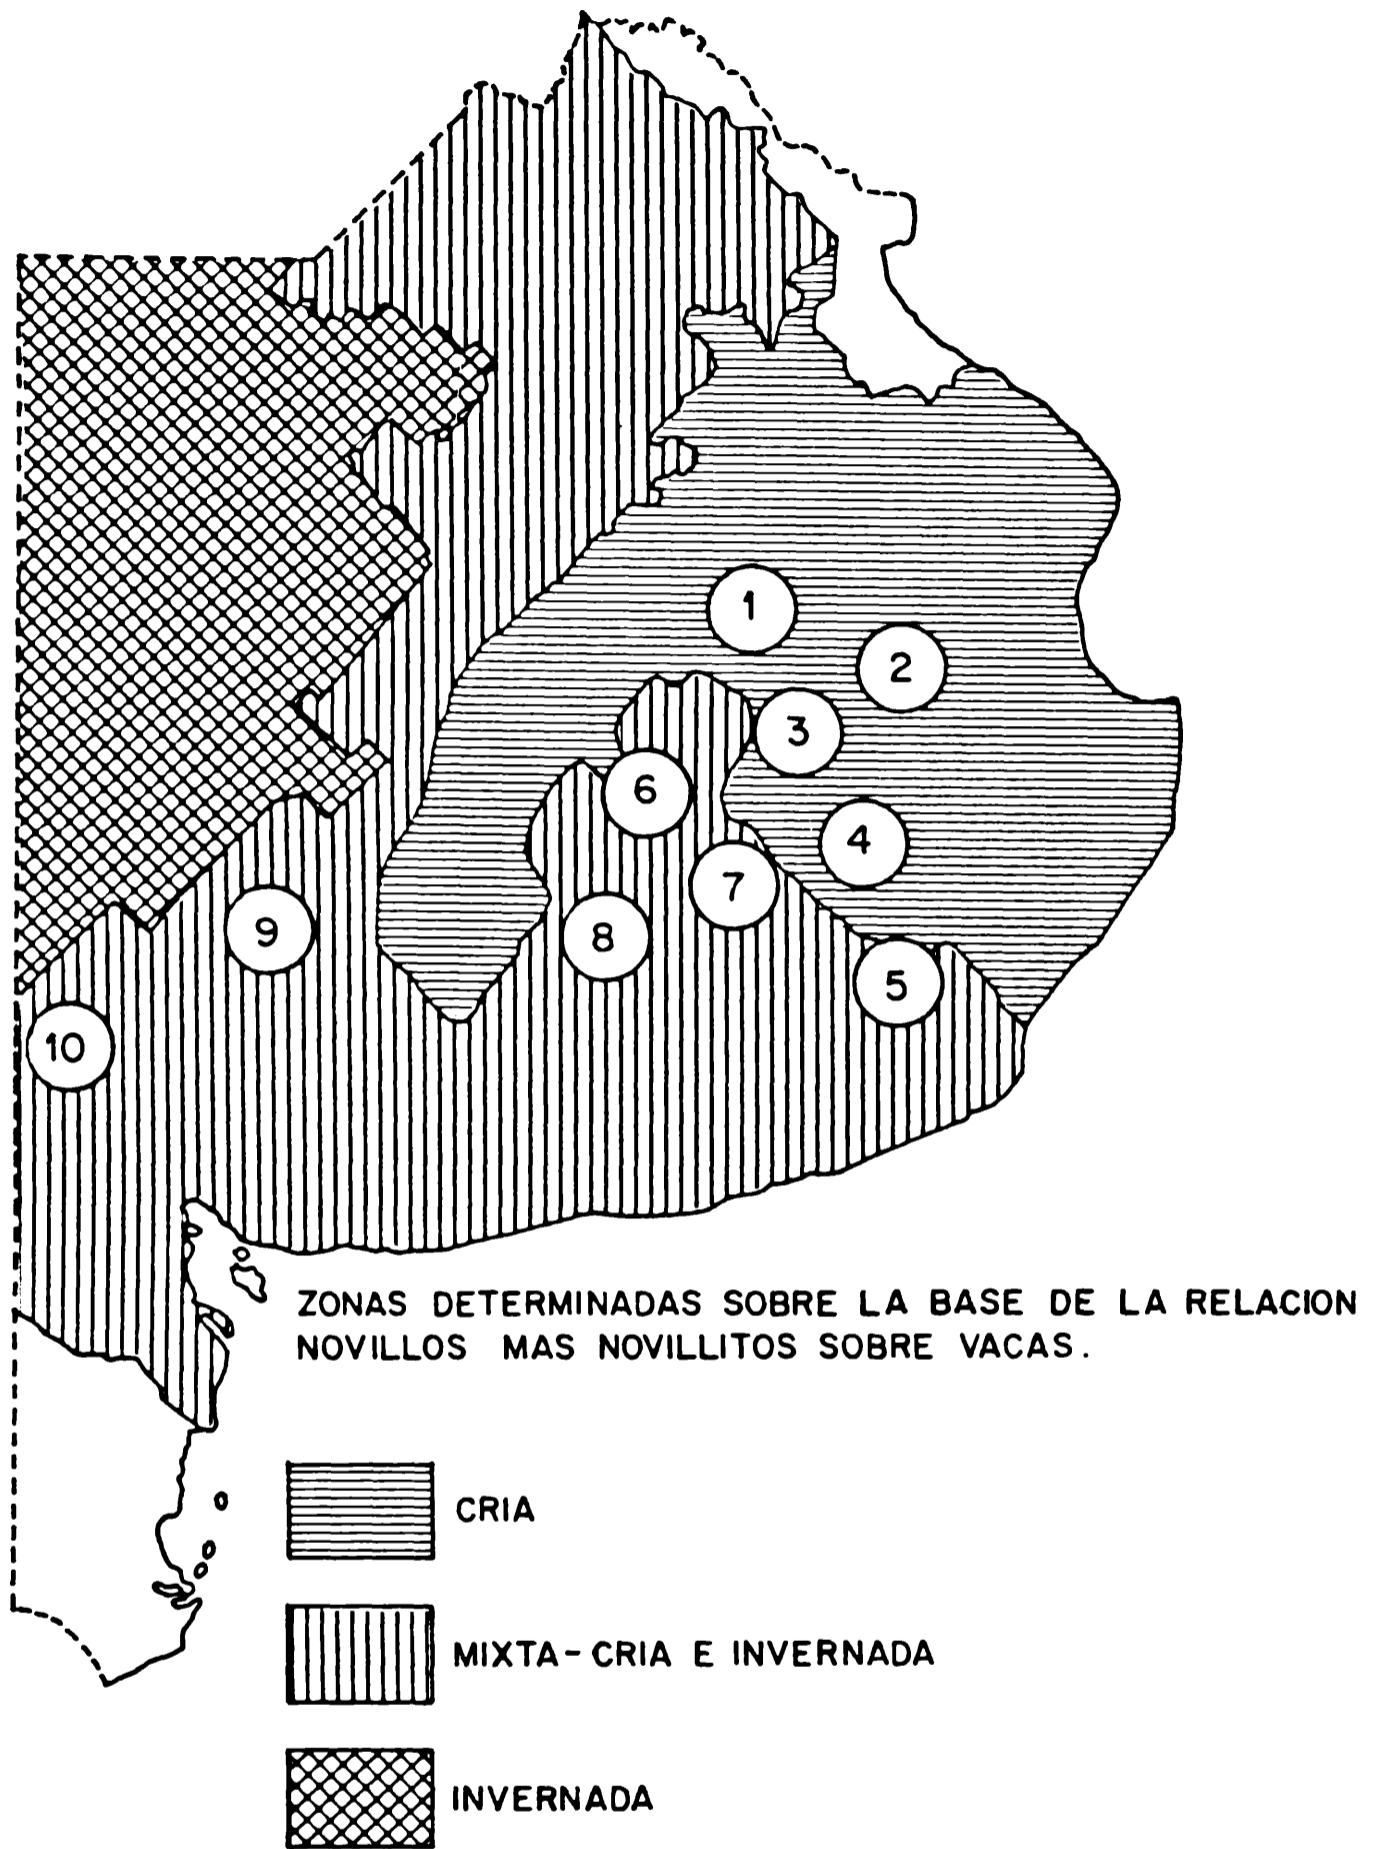 1
2
3
4
5
6
7
8
9
10
ZONAS DETERMINADAS SOBRE LA BASE DE LA RELACION
NOVILLOS MAS NOVILLITOS SOBRE VACAS.
CRIA
MIXTA-CRIA E INVERNADA
INVERNADA